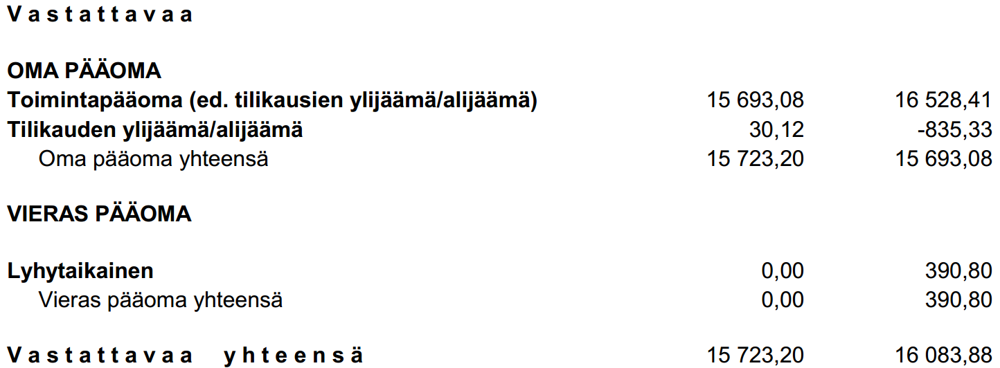 V a s t a t t a v a a
OMA PÄÄOMA
Toimintapääoma (ed. tilikausien ylijäämä/alijäämä) 15 693,08 16 528,41
Tilikauden ylijäämä/alijäämä 30,12 -835,33
Oma pääoma yhteensä 15 723,20 15 693,08
VIERAS PÄÄOMA
Lyhytaikainen 0,00 390,80
Vieras pääoma yhteensä 0,00 390,80
V a s t a t t a v a a y h t e e n s ä 15 723,20 16 083,88